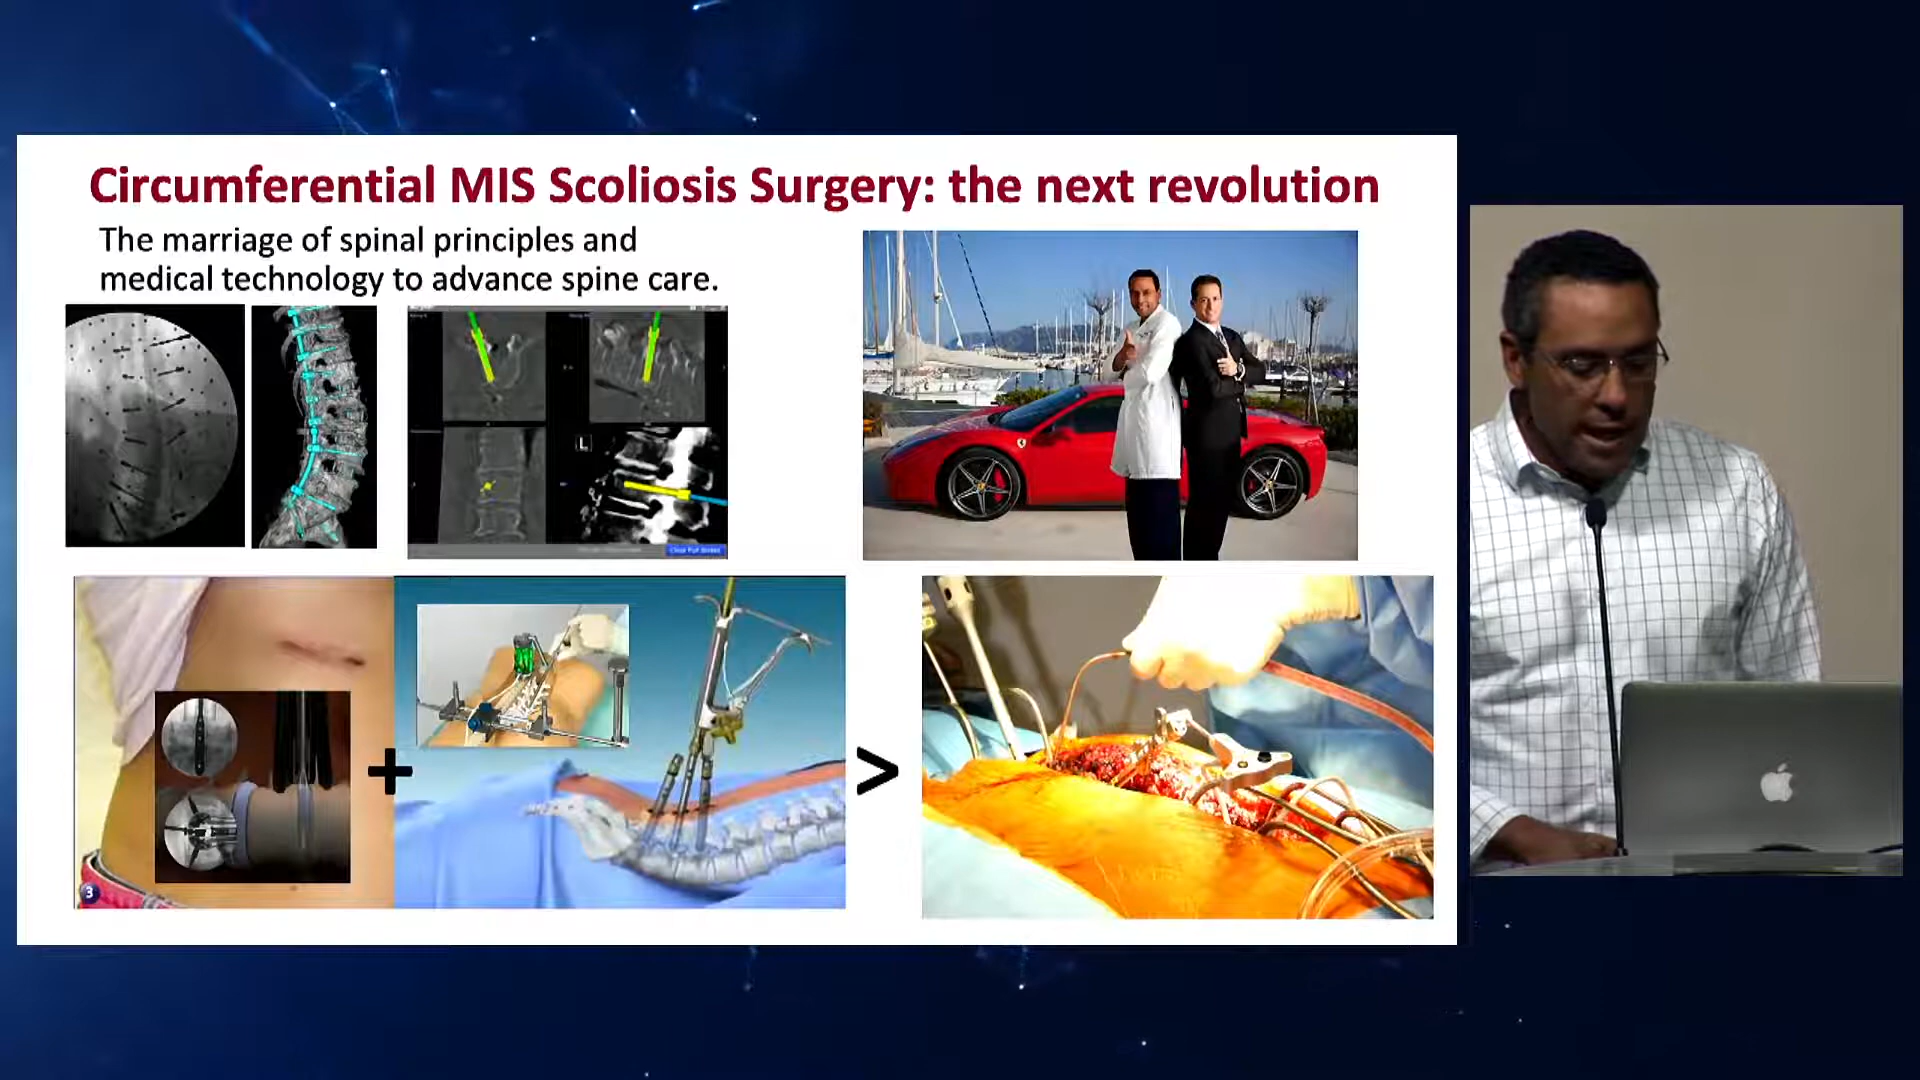 Circumferential MIS Scoliosis Surgery: the next revolution
The marriage of spinal principles and
medical technology to advance spine care.
L
+
>
3